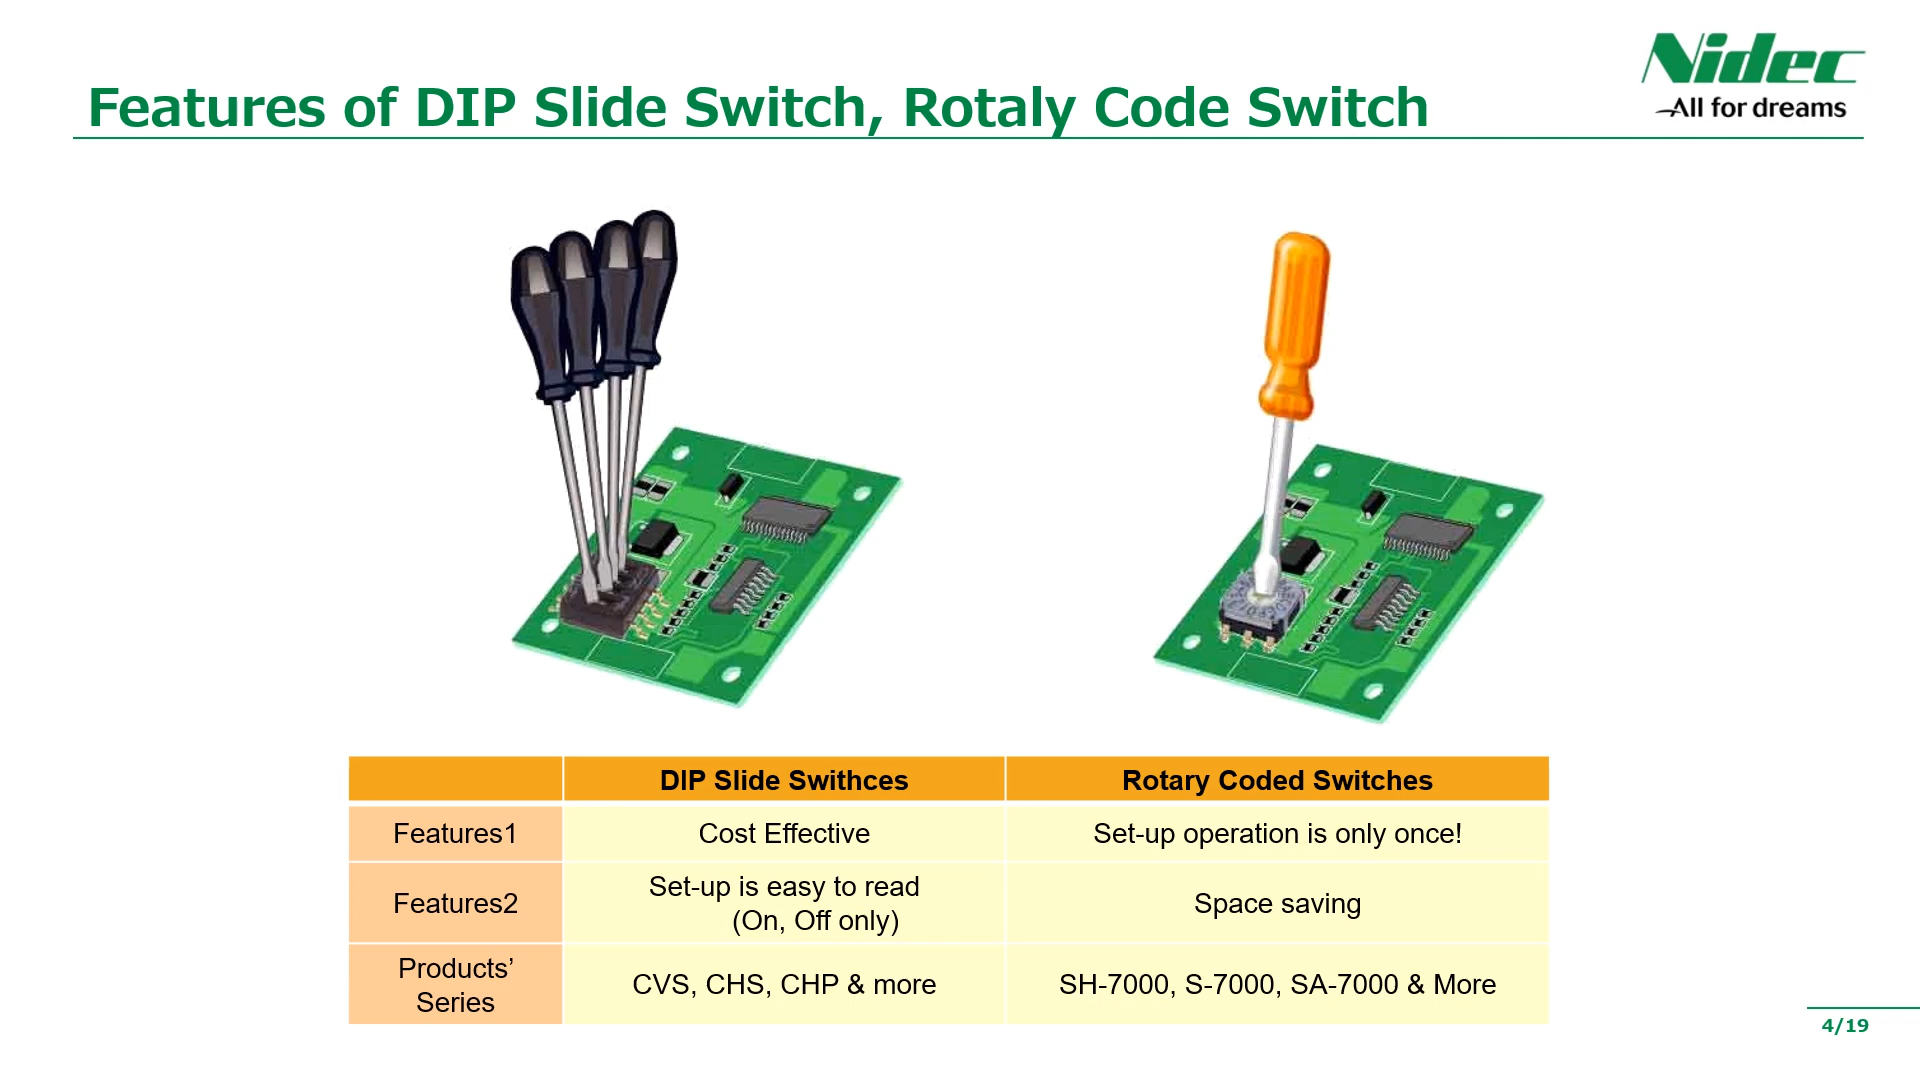 Nidec
All for dreams
Features of DIP Slide Switch, Rotaly Code Switch
DIP Slide Swithces
Rotary Coded Switches
Features1
Cost Effective
Set-up operation is only once!
Features2
Set-up is easy to read
(On, Off only)
Space saving
Products’
Series
CVS, CHS, CHP & more
SH-7000, S-7000, SA-7000 & More
4/19